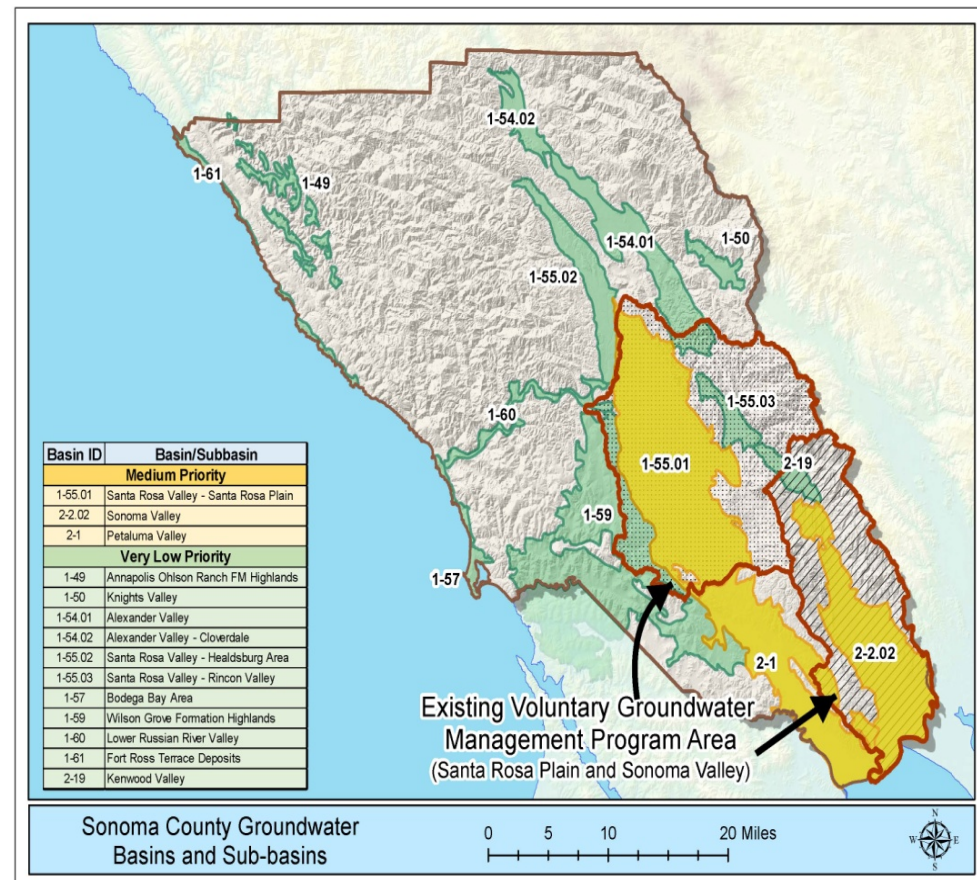 1-54.02
1-61
1-49
1-50
1-54.01
1-55.02
1-55.03
1-60
2-19
1-55.01
1-59
1-57
2-2.02
2-1
Existing Voluntary Groundwater
Management Program Area
(Santa Rosa Plain and Sonoma Valley)
Basin ID Basin/Subbasin
Medium Priority
1-55.01 Santa Rosa Valley - Santa Rosa Plain
2-2.02 Sonoma Valley
2-1 Petaluma Valley
Very Low Priority
1-49 Annapolis Ohlson Ranch FM Highlands
1-50 Knights Valley
1-54.01 Alexander Valley
1-54.02 Alexander Valley - Cloverdale
1-55.02 Santa Rosa Valley - Healdsburg Area
1-55.03 Santa Rosa Valley - Rincon Valley
1-57 Bodega Bay Area
1-59 Wilson Grove Formation Highlands
1-60 Lower Russian River Valley
1-61 Fort Ross Terrace Deposits
2-19 Kenwood Valley
Sonoma County Groundwater
Basins and Sub-basins
0 5 10 20 Miles
N
W E
S